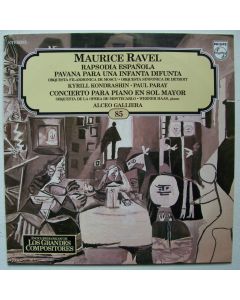 PHILIPS
MAURICE RAVEL
RAPSODIA ESPAÑOLA
PAVANA PARA UNA INFANTA DIFUNTA
ORQUESTA FILARMONICA DE MOSCU · ORQUESTA SINFONICA DE DETROIT
KYRILL KONDRASHIN · PAUL PARAY
CONCIERTO PARA PIANO EN SOL MAYOR
ORQUESTA DE LA OPERA DE MONTECARLO · WERNER HAAS, piano
ALCEO GALLIERA
85
LOS GRANDES
COMPOSITORES